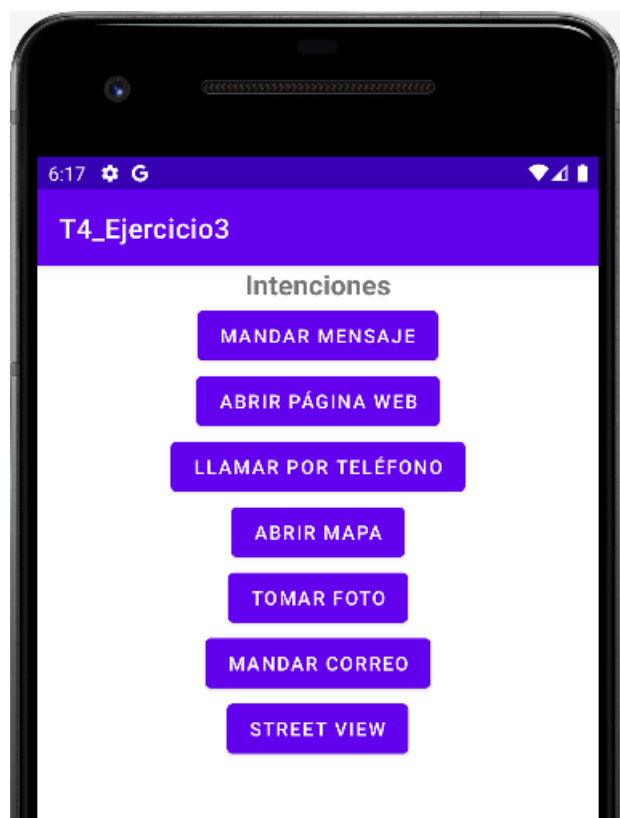 6:17 G
T4_Ejercicio3
Intenciones
MANDAR MENSAJE
ABRIR PÁGINA WEB
LLAMAR POR TELÉFONO
ABRIR MAPA
TOMAR FOTO
MANDAR CORREO
STREET VIEW